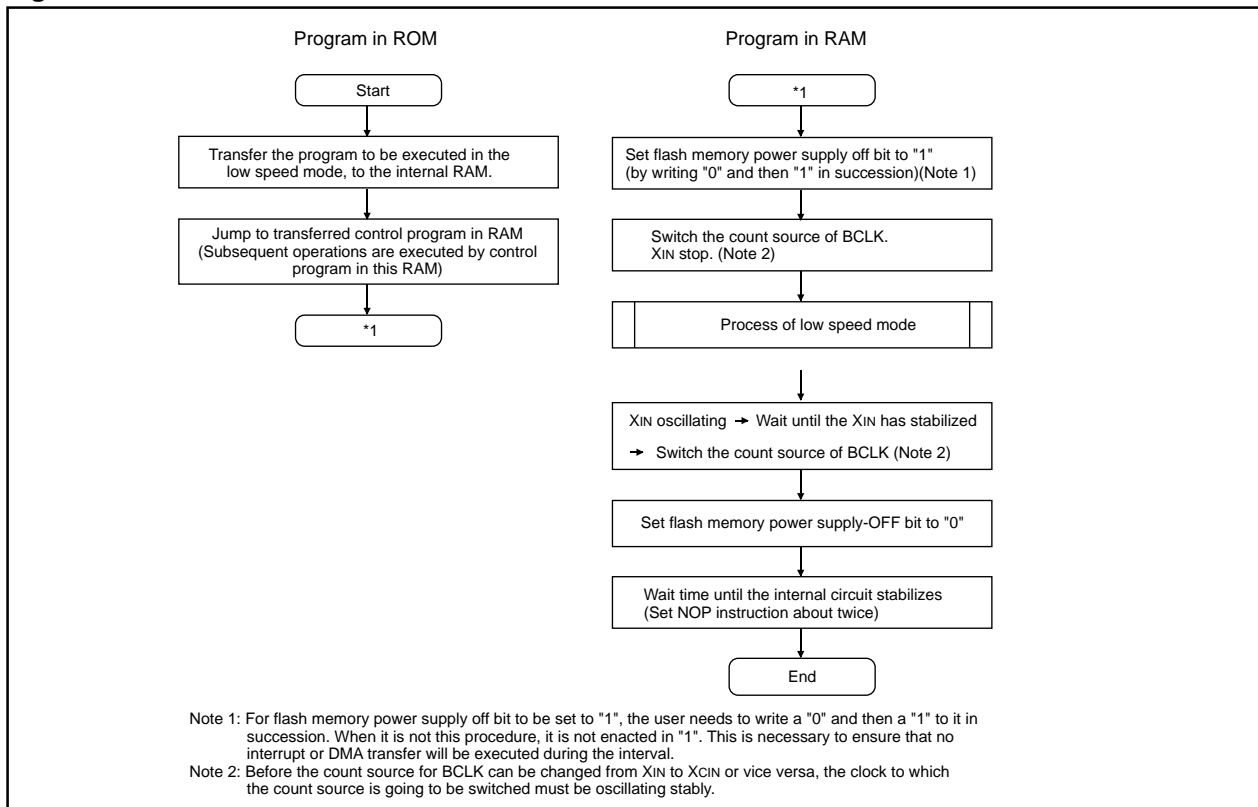 Program in ROM
Start
Transfer the program to be executed in the
low speed mode, to the internal RAM.
Jump to transferred control program in RAM
(Subsequent operations are executed by control
program in this RAM)
*1
Program in RAM
*1
Set flash memory power supply off bit to "1"
(by writing "0" and then "1" in succession)(Note 1)
Switch the count source of BCLK.
XIN stop. (Note 2)
Process of low speed mode
XIN oscillating → Wait until the XIN has stabilized
→ Switch the count source of BCLK (Note 2)
Set flash memory power supply-OFF bit to "0"
Wait time until the internal circuit stabilizes
(Set NOP instruction about twice)
End
Note 1: For flash memory power supply off bit to be set to "1", the user needs to write a "0" and then a "1" to it in
succession. When it is not this procedure, it is not enacted in "1". This is necessary to ensure that no
interrupt or DMA transfer will be executed during the interval.
Note 2: Before the count source for BCLK can be changed from XIN to XCIN or vice versa, the clock to which
the count source is going to be switched must be oscillating stably.